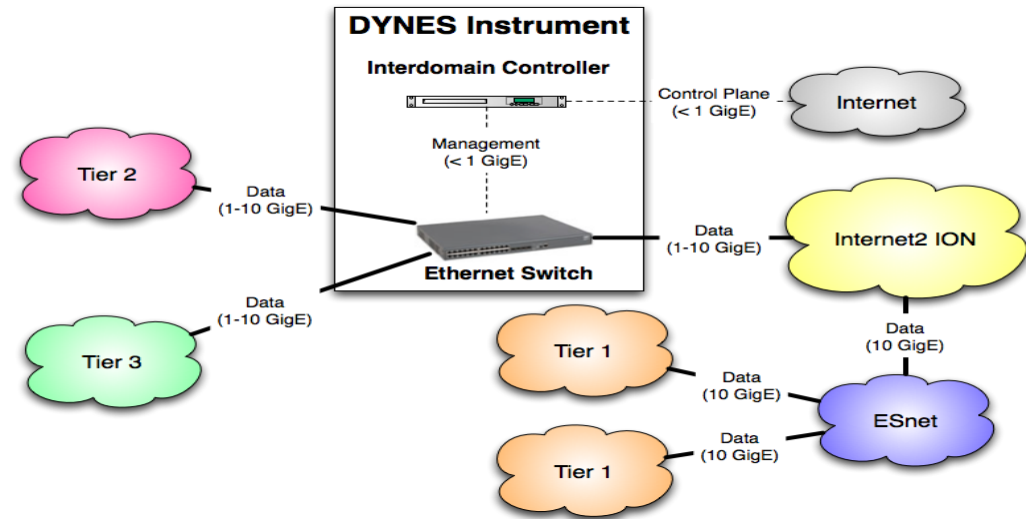 DYNES Instrument
Interdomain Controller
Control Plane
(< 1 GigE)
Internet
Management
(< 1 GigE)
Tier 2
Data
(1-10 GigE)
Data
(1-10 GigE)
Internet2 ION
Ethernet Switch
Data
(1-10 GigE)
Tier 3
Tier 1
Data
(10 GigE)
Data
(10 GigE)
ESnet
Data
(10 GigE)
Tier 1